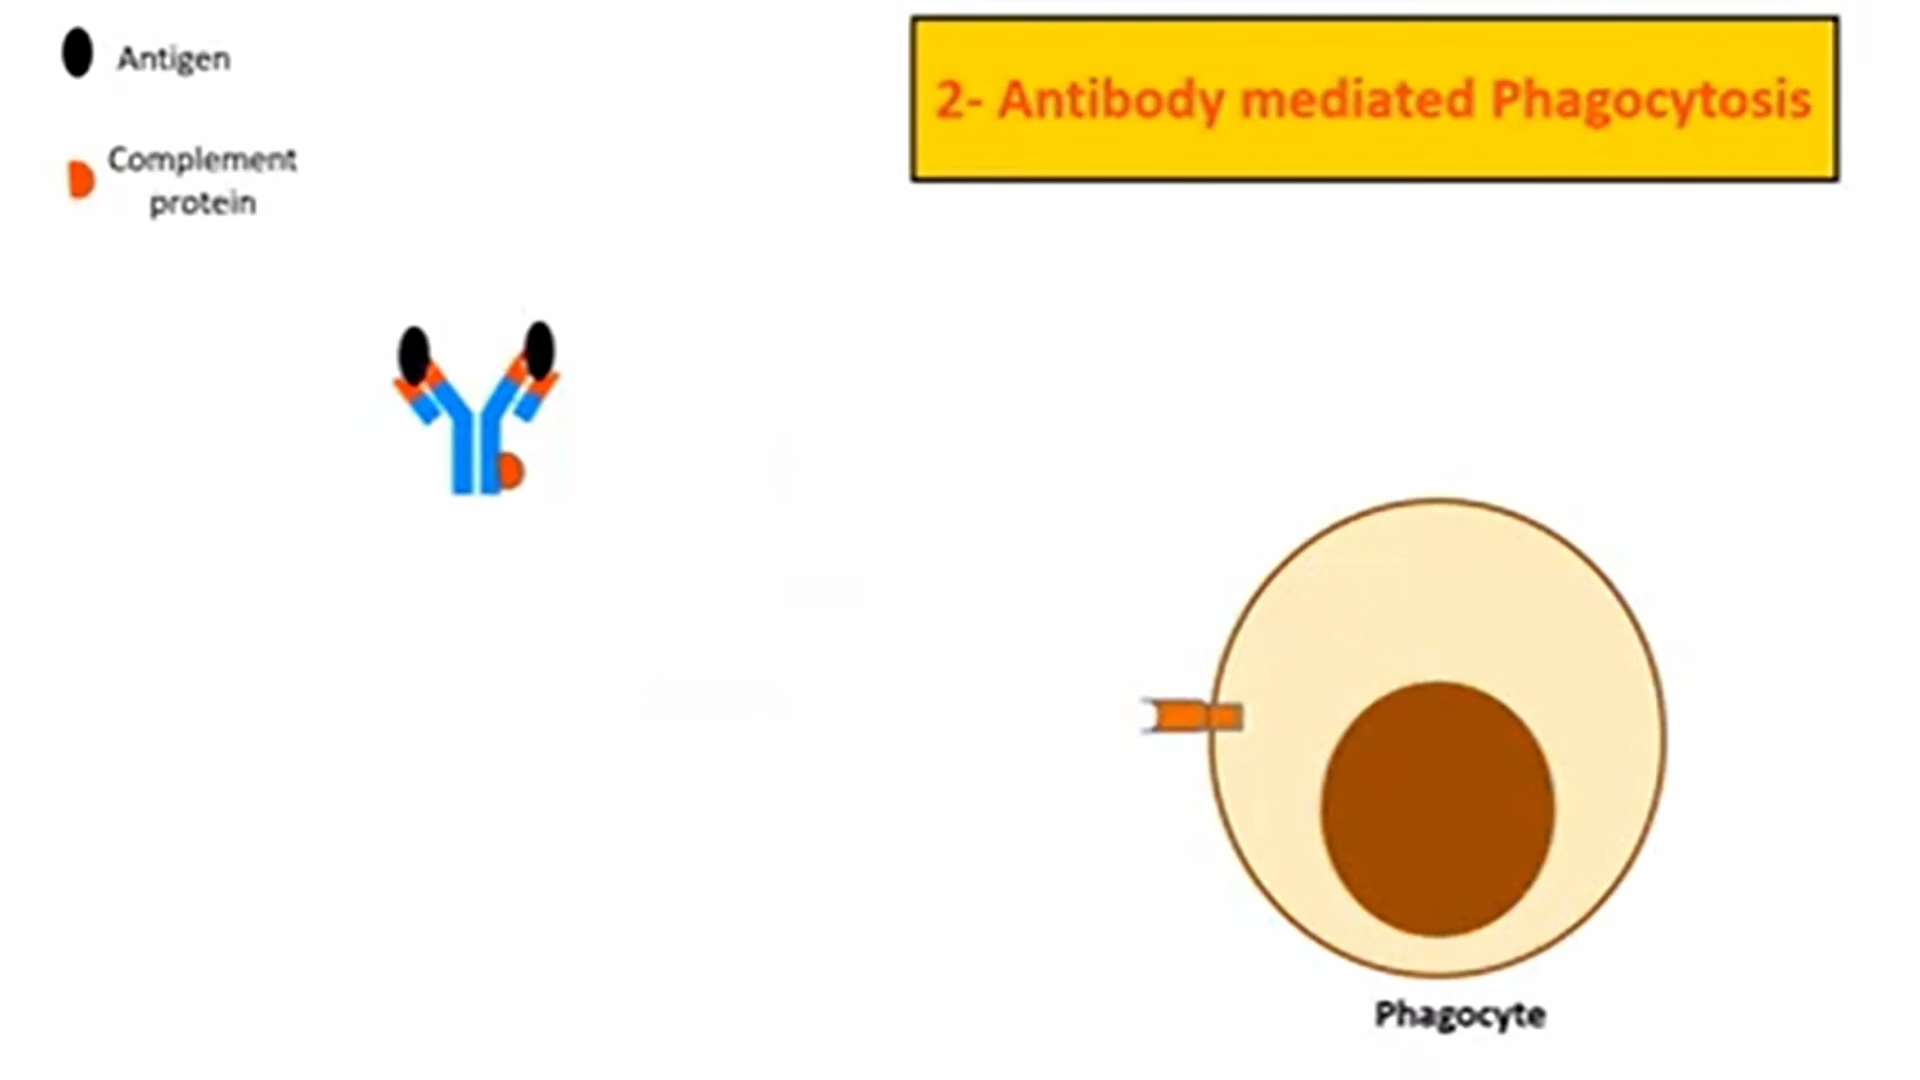 Antigen
Complement
protein
2- Antibody mediated Phagocytosis
Phagocyte